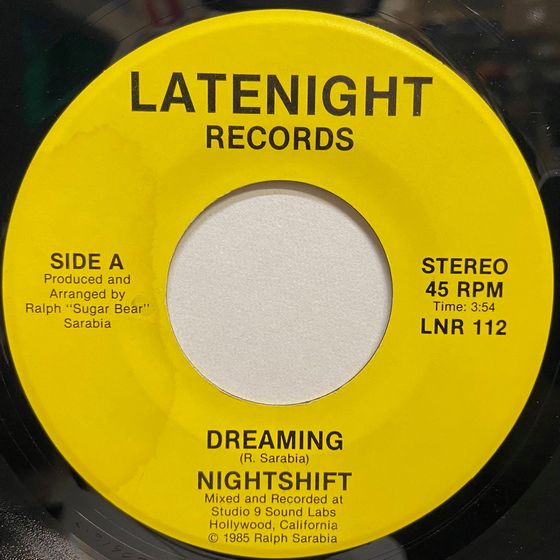 LATENIGHT
RECORDS
SIDE A
Produced and
Arranged by
Ralph "Sugar Bear"
Sarabia
STEREO
45 RPM
Time: 3:54
LNR 112
DREAMING
(R. Sarabia)
NIGHTSHIFT
Mixed and Recorded at
Studio 9 Sound Labs
Hollywood, California
© 1985 Ralph Sarabia